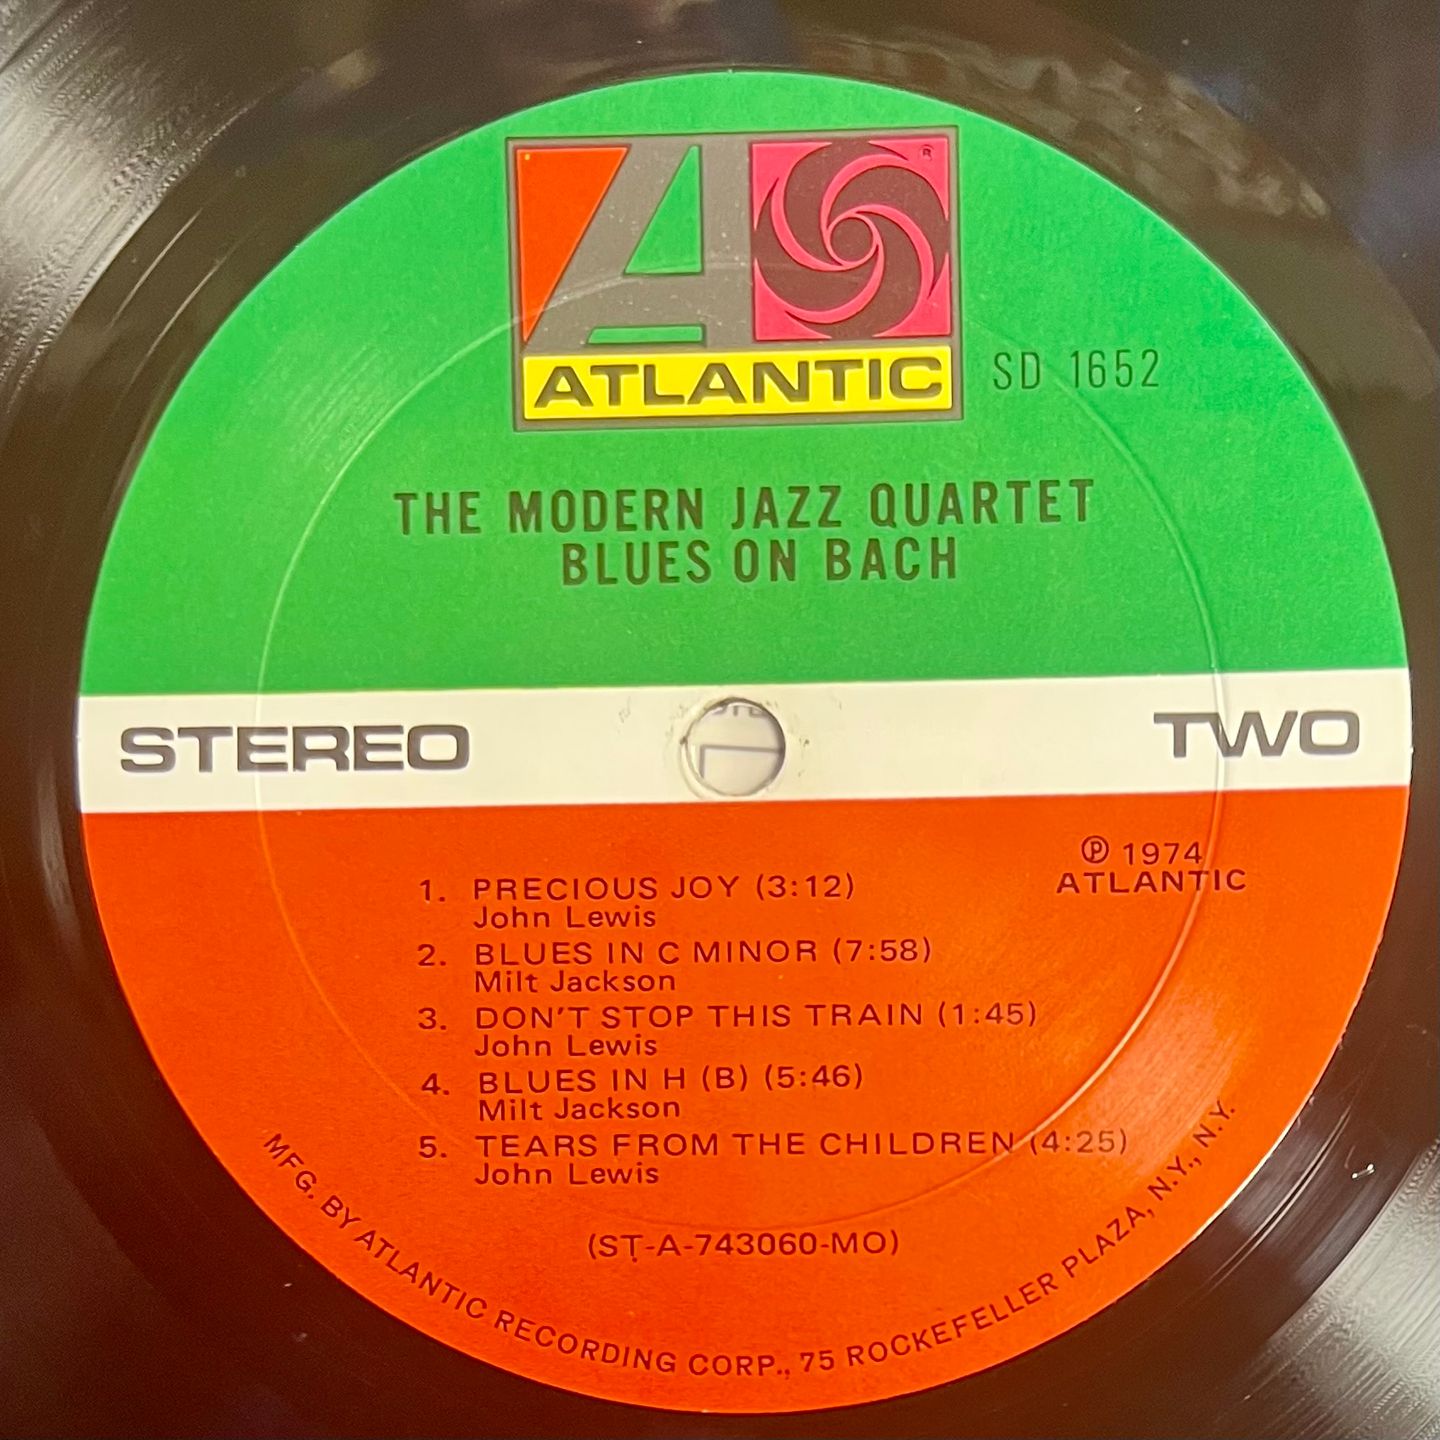 A
®
ATLANTIC
SD 1652
THE MODERN JAZZ QUARTET
BLUES ON BACH
STEREO
TWO
℗ 1974
ATLANTIC
1. PRECIOUS JOY (3:12)
John Lewis
2. BLUES IN C MINOR (7:58)
Milt Jackson
3. DON'T STOP THIS TRAIN (1:45)
John Lewis
4. BLUES IN H (B) (5:46)
Milt Jackson
5. TEARS FROM THE CHILDREN (4:25)
John Lewis
(ST-A-743060-MO)
MFG. BY ATLANTIC RECORDING CORP., 75 ROCKEFELLER PLAZA, N.Y., N.Y.